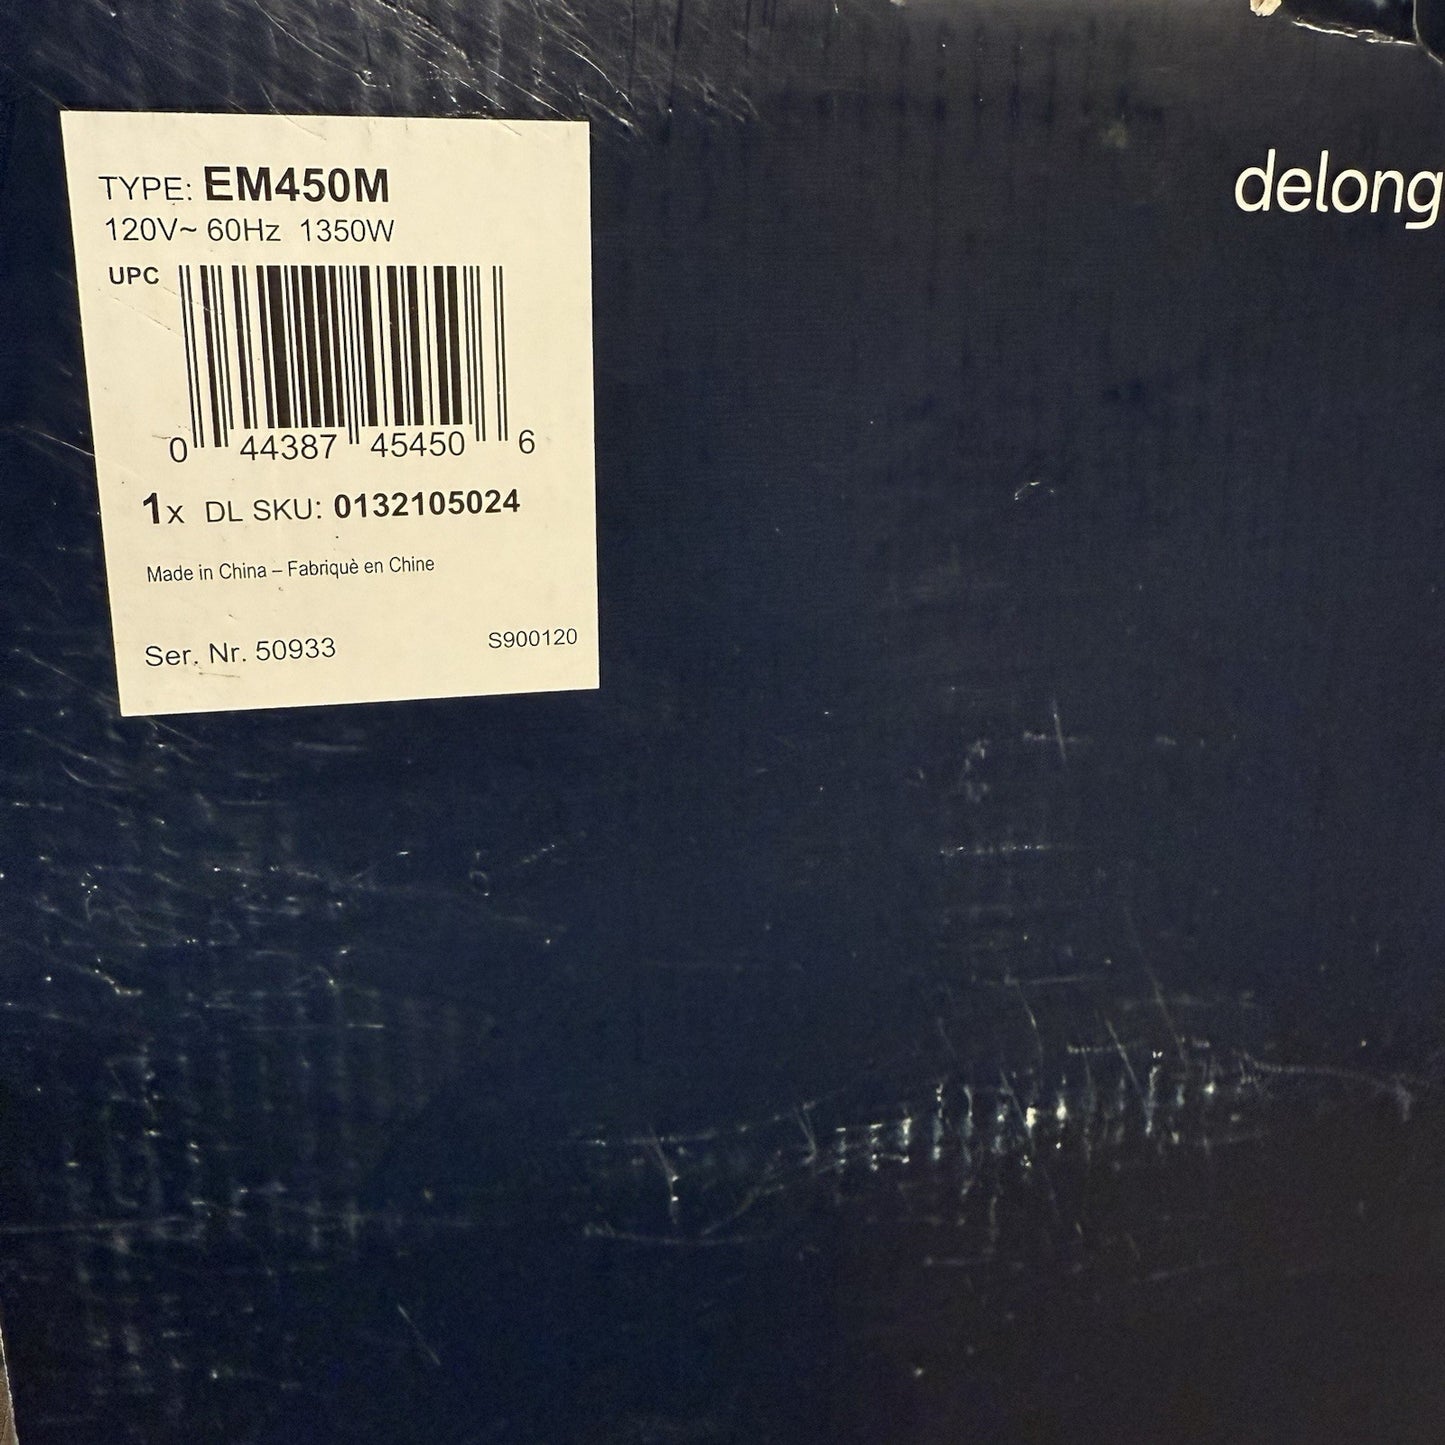 TYPE: EM450M
120V~ 60Hz 1350W
UPC
0 44387 45450 6
1x DL SKU: 0132105024
Made in China – Fabriquè en Chine
Ser. Nr. 50933 S900120
delong